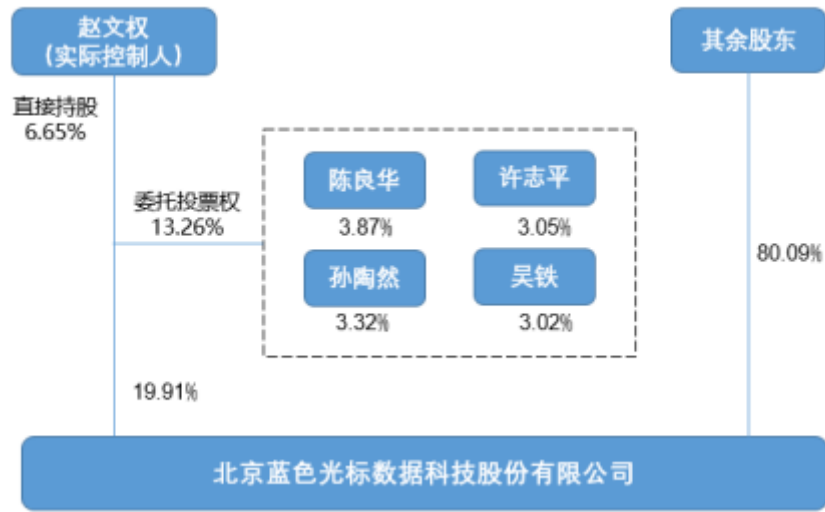 赵文权
（实际控制人）
其余股东
直接持股
6.65%
委托投票权
13.26%
陈良华
许志平
3.87%
3.05%
孙陶然
吴铁
3.32%
3.02%
80.09%
19.91%
北京蓝色光标数据科技股份有限公司